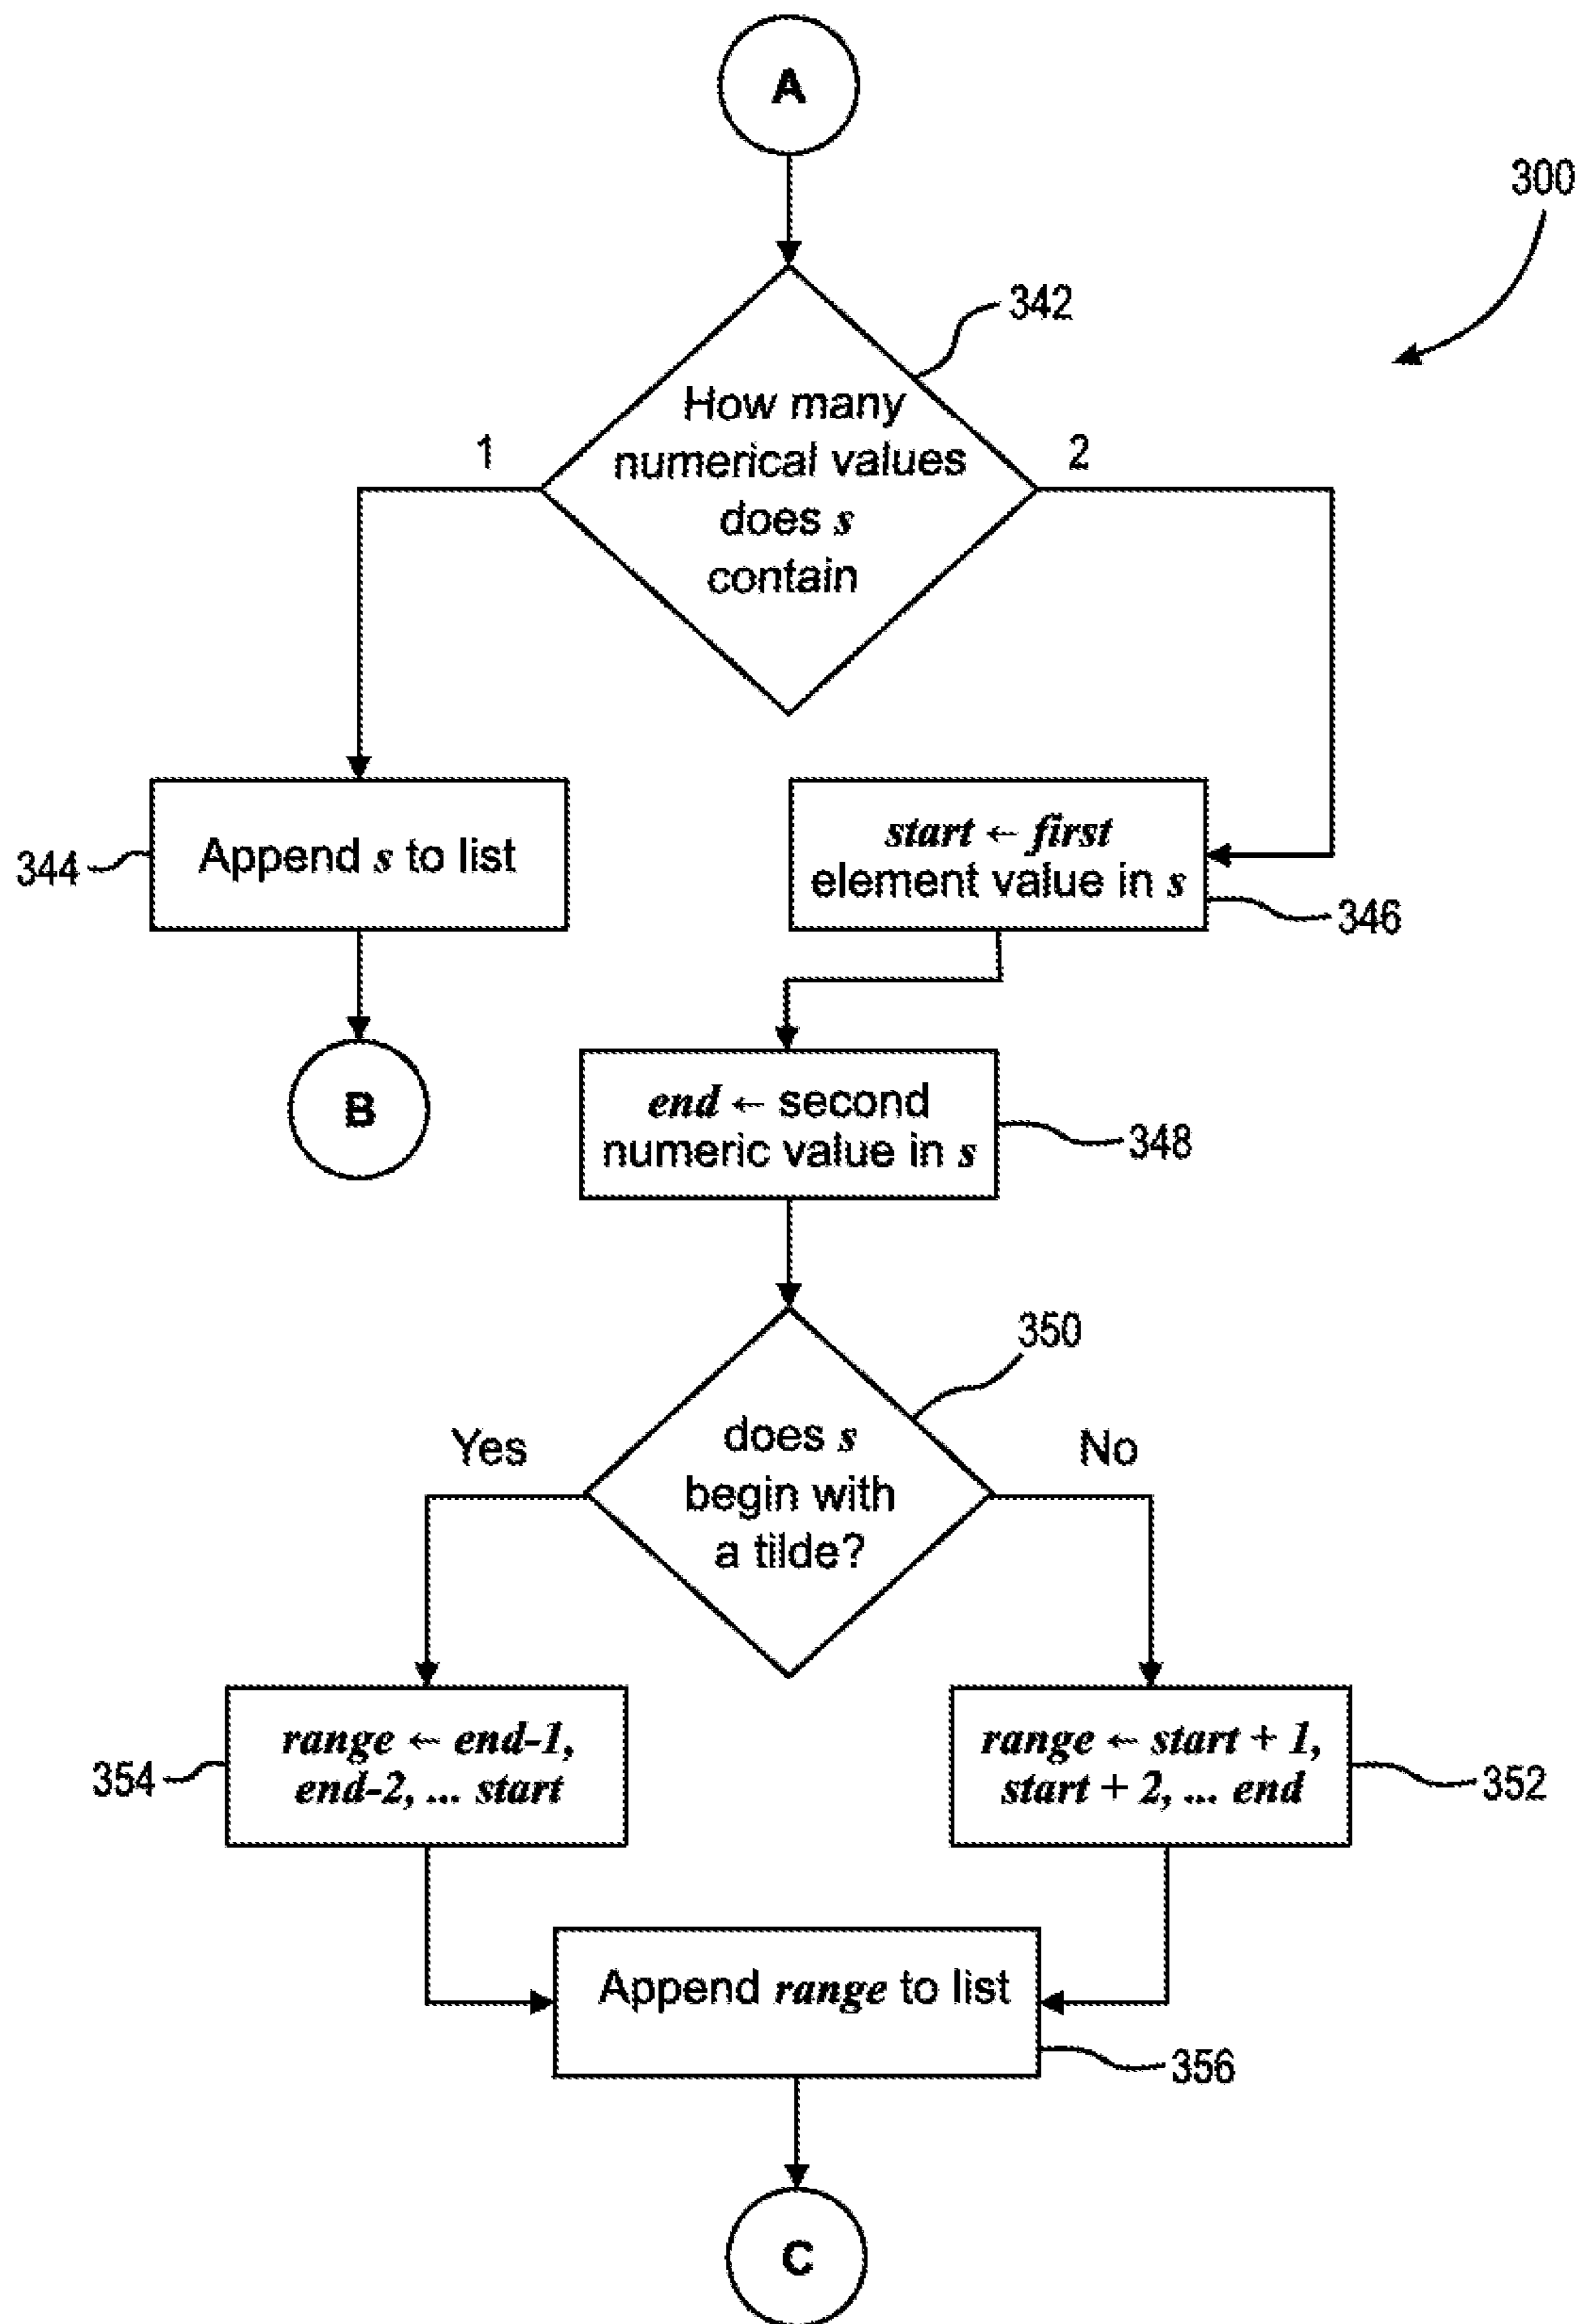 A
300
342
How many
numerical values
does s
contain
1
2
344
Append s to list
start ← first
element value in s
346
B
end ← second
numeric value in s
348
350
does s
begin with
a tilde?
Yes
No
354
range ← end-1,
end-2, ... start
range ← start + 1,
start + 2, ... end
352
Append range to list
356
C